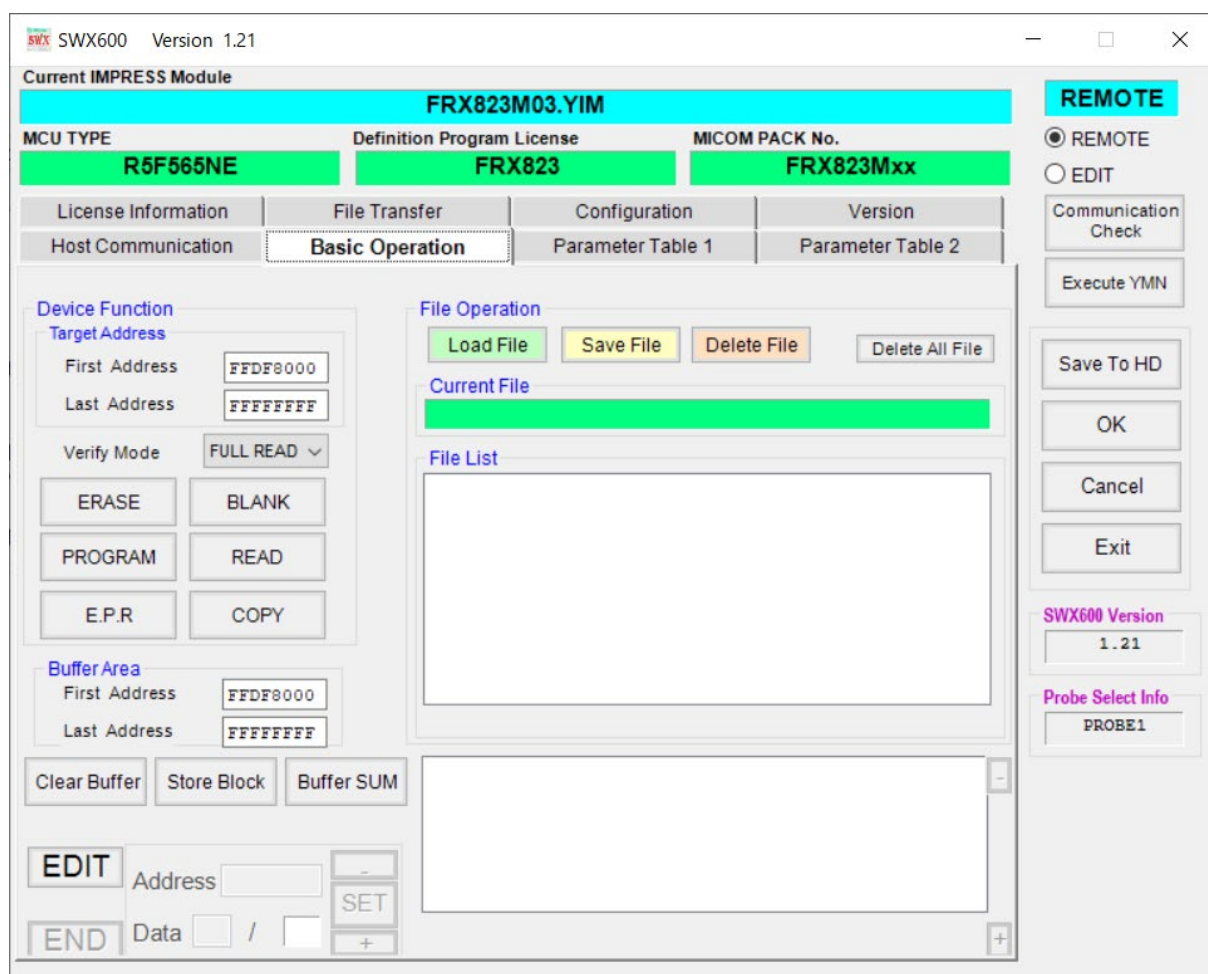 SWX
SWX600 Version 1.21
Current IMPRESS Module
FRX823M03.YIM
MCU TYPE
Definition Program License
MICOM PACK No.
R5F565NE
FRX823
FRX823Mxx
License Information
File Transfer
Configuration
Version
Host Communication
Basic Operation
Parameter Table 1
Parameter Table 2
Device Function
Target Address
First Address
FFDF8000
Last Address
FFFFFFFF
Verify Mode
FULL READ
ERASE
BLANK
PROGRAM
READ
E.P.R
COPY
Buffer Area
First Address
FFDF8000
Last Address
FFFFFFFF
Clear Buffer
Store Block
Buffer SUM
EDIT
Address
-
SET
END
Data
/
+
File Operation
Load File
Save File
Delete File
Delete All File
Current File
File List
-
+
REMOTE
REMOTE
EDIT
Communication
Check
Execute YMN
Save To HD
OK
Cancel
Exit
SWX600 Version
1.21
Probe Select Info
PROBE1